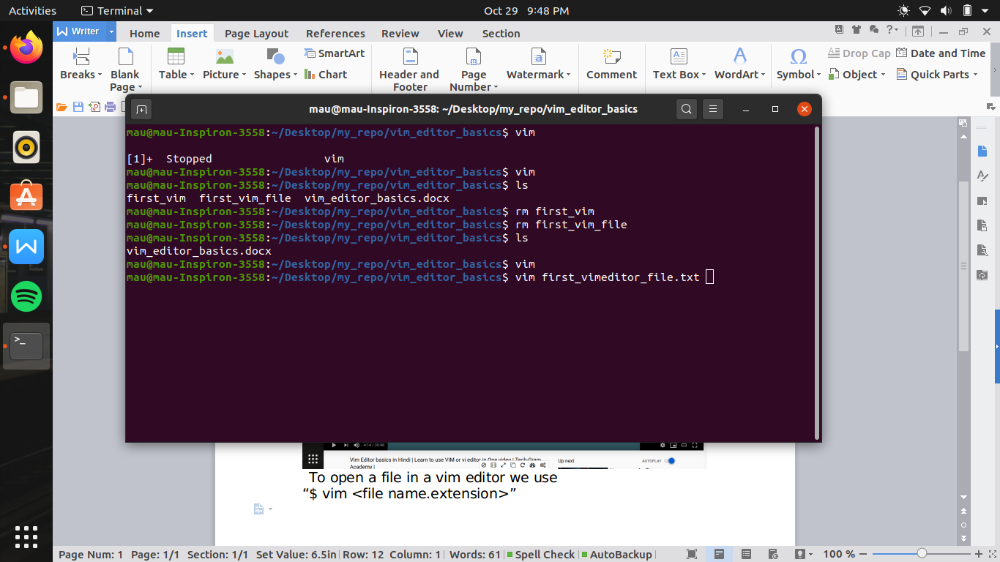 Activities Terminal Oct 29 9:48 PM
Writer Home Insert Page Layout References Review View Section
Breaks Blank Page Table Picture Shapes SmartArt Chart Header and Footer Page Number Watermark Comment Text Box WordArt Symbol Drop Cap Object Date and Time Quick Parts
mau@mau-Inspiron-3558: ~/Desktop/my_repo/vim_editor_basics
mau@mau-Inspiron-3558:~/Desktop/my_repo/vim_editor_basics$ vim
[1]+  Stopped                 vim
mau@mau-Inspiron-3558:~/Desktop/my_repo/vim_editor_basics$ vim
mau@mau-Inspiron-3558:~/Desktop/my_repo/vim_editor_basics$ ls
first_vim  first_vim_file  vim_editor_basics.docx
mau@mau-Inspiron-3558:~/Desktop/my_repo/vim_editor_basics$ rm first_vim
mau@mau-Inspiron-3558:~/Desktop/my_repo/vim_editor_basics$ rm first_vim_file
mau@mau-Inspiron-3558:~/Desktop/my_repo/vim_editor_basics$ ls
vim_editor_basics.docx
mau@mau-Inspiron-3558:~/Desktop/my_repo/vim_editor_basics$ vim
mau@mau-Inspiron-3558:~/Desktop/my_repo/vim_editor_basics$ vim first_vimeditor_file.txt
4:14 / 30:48
Vim Editor basics in Hindi | Learn to use VIM or vi editor in One video | Tech-Gram Academy |
Up next AUTOPLAY
To open a file in a vim editor we use
“$ vim <file name.extension>”
Page Num: 1 Page: 1/1 Section: 1/1 Set Value: 6.5in Row: 12 Column: 1 Words: 61 Spell Check AutoBackup 100 %